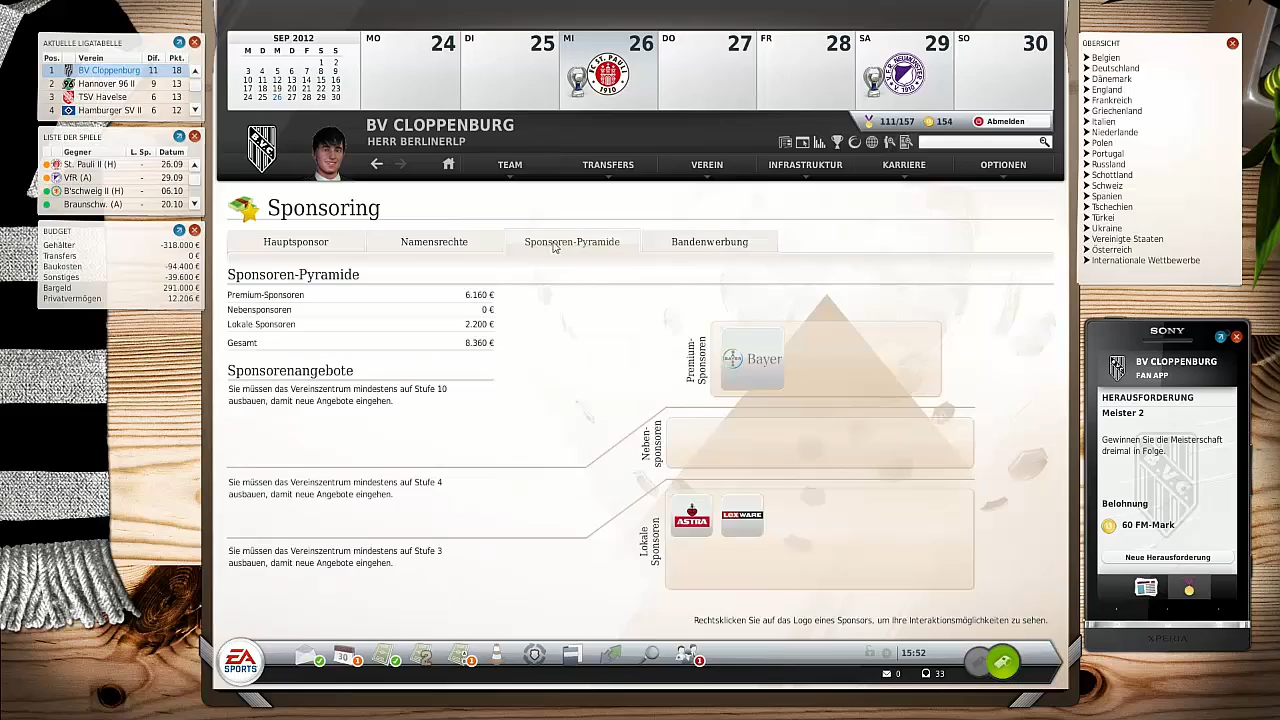 AKTUELLE LIGATABELLE
Pos. Verein Dif. Pkt.
1 BV Cloppenburg 11 18
2 Hannover 96 II 9 13
3 TSV Havelse 6 13
4 Hamburger SV II 6 12
LISTE DER SPIELE
Gegner L. Sp. Datum
St. Pauli II (H) - 26.09
VfR (A) - 29.09
B'schweig II (H) - 06.10
Braunschw. (A) - 20.10
BUDGET
Gehälter -318.000 €
Transfers 0 €
Baukosten -94.400 €
Sonstiges -39.600 €
Bargeld 291.000 €
Privatvermögen 12.206 €
SEP 2012
M D M D F S S
1 2
3 4 5 6 7 8 9
10 11 12 13 14 15 16
17 18 19 20 21 22 23
24 25 26 27 28 29 30
MO 24
DI 25
MI 26
DO 27
FR 28
SA 29
SO 30
BV CLOPPENBURG
HERR BERLINERLP
111/157 154 Abmelden
TEAM TRANSFERS VEREIN INFRASTRUKTUR KARRIERE OPTIONEN
Sponsoring
Hauptsponsor Namensrechte Sponsoren-Pyramide Bandenwerbung
Sponsoren-Pyramide
Premium-Sponsoren 6.160 €
Nebensponsoren 0 €
Lokale Sponsoren 2.200 €
Gesamt 8.360 €
Sponsorenangebote
Sie müssen das Vereinszentrum mindestens auf Stufe 10
ausbauen, damit neue Angebote eingehen.
Sie müssen das Vereinszentrum mindestens auf Stufe 4
ausbauen, damit neue Angebote eingehen.
Sie müssen das Vereinszentrum mindestens auf Stufe 3
ausbauen, damit neue Angebote eingehen.
Premium-
Sponsoren
Bayer
Neben-
sponsoren
Lokale
Sponsoren
ASTRA
LEXWARE
Rechtsklicken Sie auf das Logo eines Sponsors, um Ihre Interaktionsmöglichkeiten zu sehen.
EA
SPORTS
30 1
1
1
15:52
0 33
ÜBERSICHT
Belgien
Deutschland
Dänemark
England
Frankreich
Griechenland
Italien
Niederlande
Polen
Portugal
Russland
Schottland
Schweiz
Spanien
Tschechien
Türkei
Ukraine
Vereinigte Staaten
Österreich
Internationale Wettbewerbe
SONY
BV CLOPPENBURG
FAN APP
HERAUSFORDERUNG
Meister 2
Gewinnen Sie die Meisterschaft
dreimal in Folge.
Belohnung
60 FM-Mark
Neue Herausforderung
XPERIA